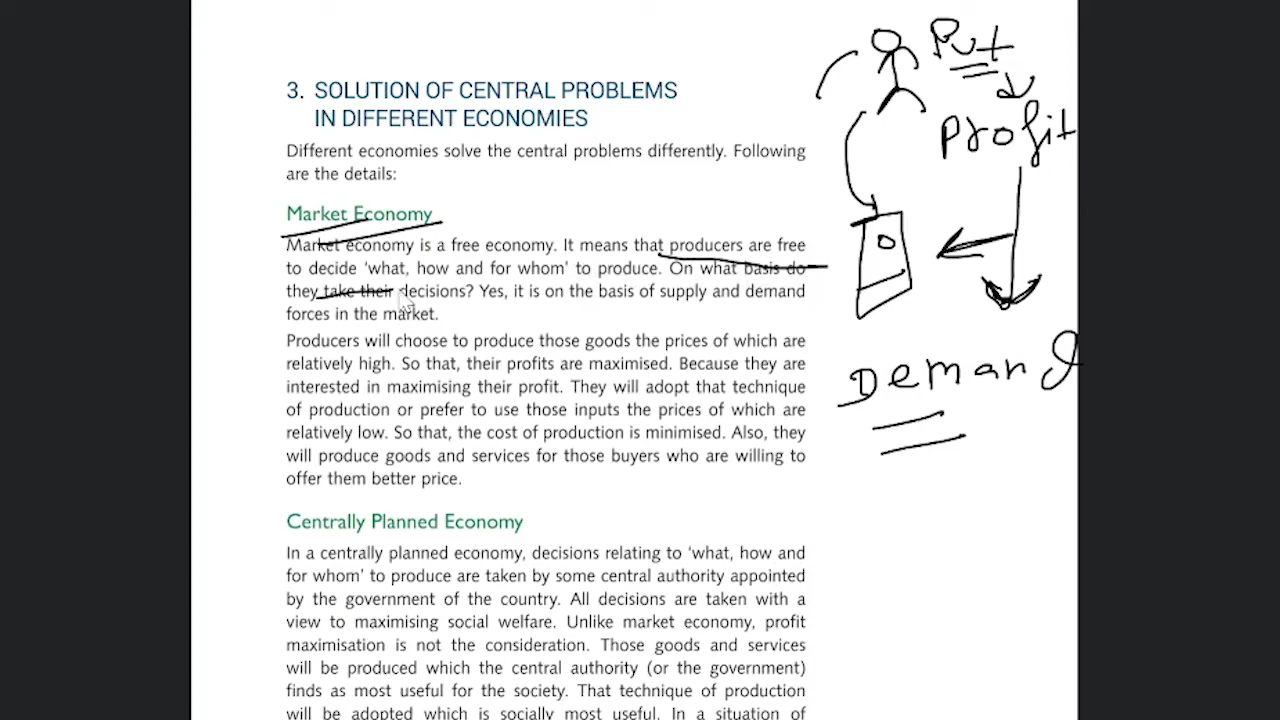 3. SOLUTION OF CENTRAL PROBLEMS
IN DIFFERENT ECONOMIES
Different economies solve the central problems differently. Following
are the details:
Market Economy
Market economy is a free economy. It means that producers are free
to decide ‘what, how and for whom’ to produce. On what basis do
they take their decisions? Yes, it is on the basis of supply and demand
forces in the market.
Producers will choose to produce those goods the prices of which are
relatively high. So that, their profits are maximised. Because they are
interested in maximising their profit. They will adopt that technique
of production or prefer to use those inputs the prices of which are
relatively low. So that, the cost of production is minimised. Also, they
will produce goods and services for those buyers who are willing to
offer them better price.
Centrally Planned Economy
In a centrally planned economy, decisions relating to ‘what, how and
for whom’ to produce are taken by some central authority appointed
by the government of the country. All decisions are taken with a
view to maximising social welfare. Unlike market economy, profit
maximisation is not the consideration. Those goods and services
will be produced which the central authority (or the government)
finds as most useful for the society. That technique of production
will be adopted which is socially most useful. In a situation of
Put
Profit
Demand